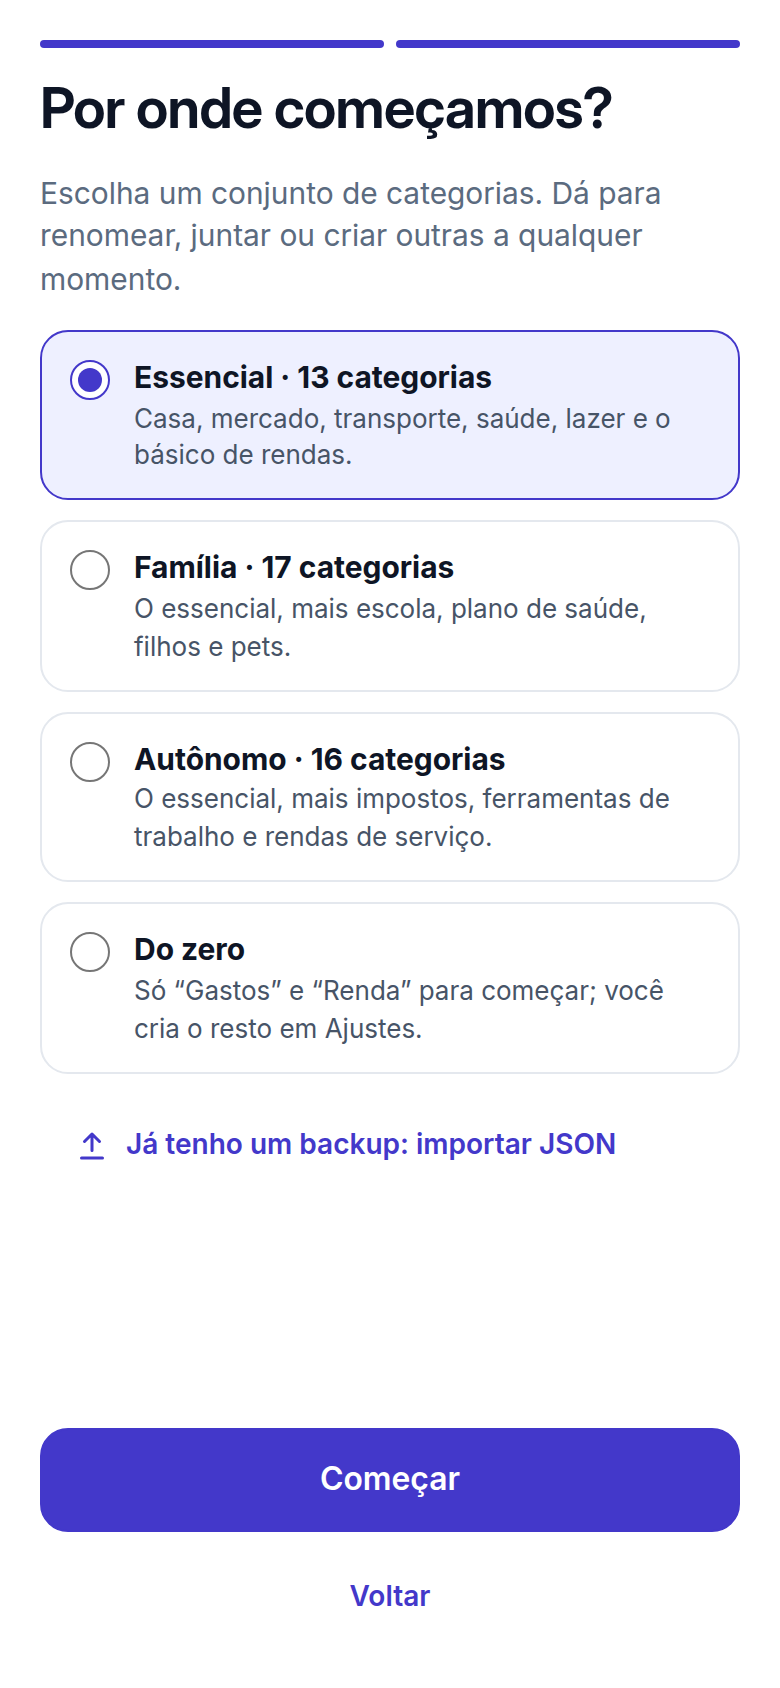 Por onde começamos?
Escolha um conjunto de categorias. Dá para
renomear, juntar ou criar outras a qualquer
momento.
Essencial · 13 categorias
Casa, mercado, transporte, saúde, lazer e o
básico de rendas.
Família · 17 categorias
O essencial, mais escola, plano de saúde,
filhos e pets.
Autônomo · 16 categorias
O essencial, mais impostos, ferramentas de
trabalho e rendas de serviço.
Do zero
Só “Gastos” e “Renda” para começar; você
cria o resto em Ajustes.
Já tenho um backup: importar JSON
Começar
Voltar